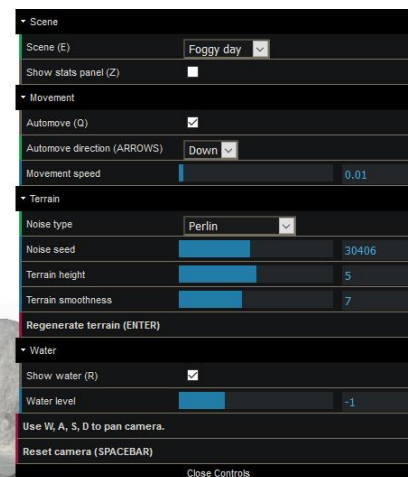 Scene
Scene (E) Foggy day
Show stats panel (Z)
Movement
Automove (Q)
Automove direction (ARROWS) Down
Movement speed 0.01
Terrain
Noise type Perlin
Noise seed 30406
Terrain height 5
Terrain smoothness 7
Regenerate terrain (ENTER)
Water
Show water (R)
Water level -1
Use W, A, S, D to pan camera.
Reset camera (SPACEBAR)
Close Controls